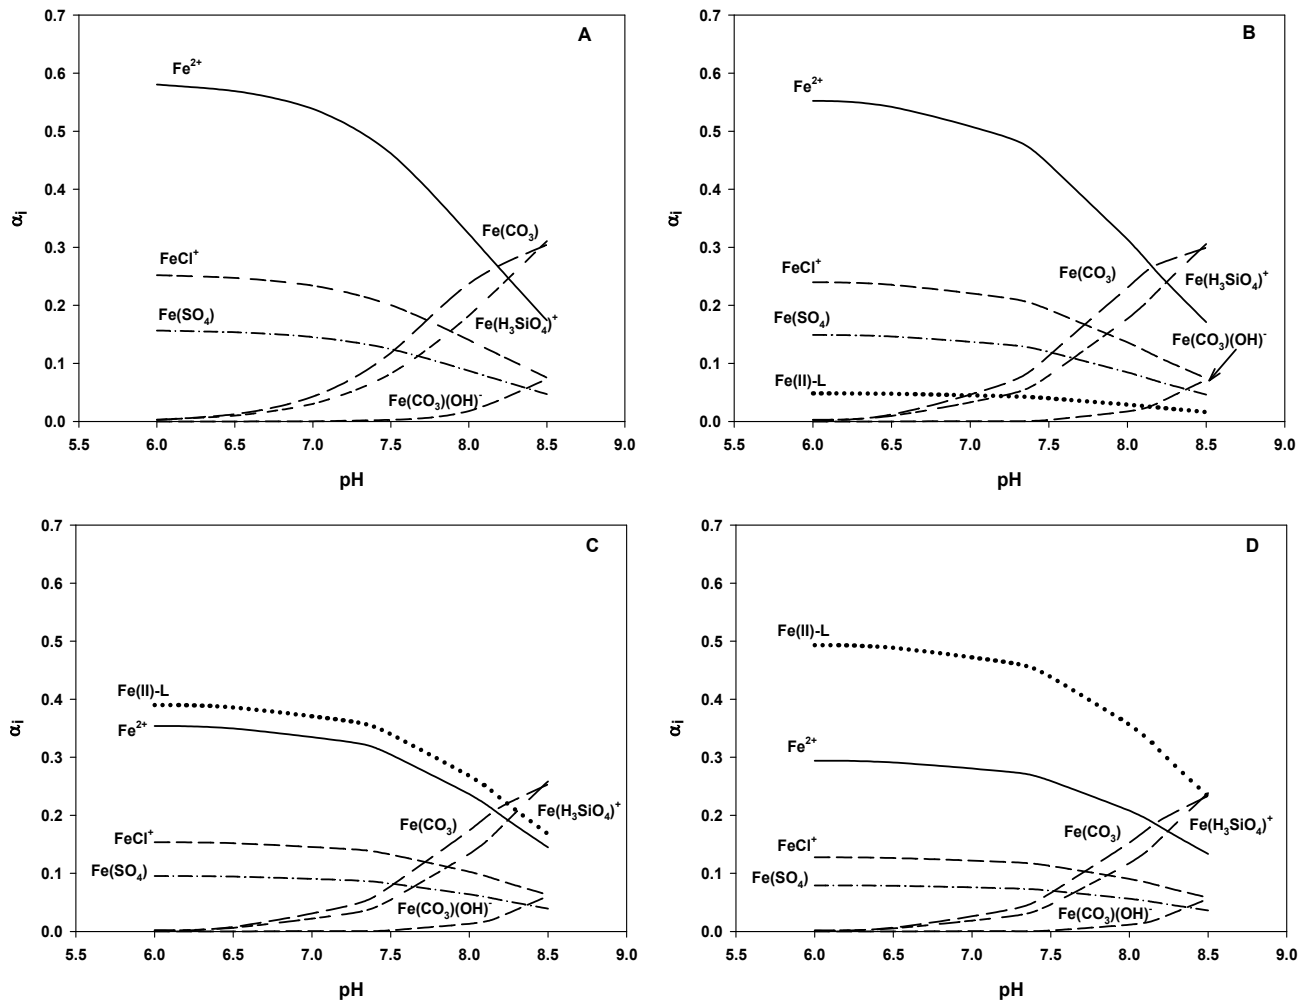 A
0.7
0.6
0.5
0.4
0.3
0.2
0.1
0.0
αi
Fe2+
FeCl+
Fe(SO4)
Fe(CO3)
Fe(H3SiO4)+
Fe(CO3)(OH)-
5.5 6.0 6.5 7.0 7.5 8.0 8.5 9.0
pH
B
0.7
0.6
0.5
0.4
0.3
0.2
0.1
0.0
αi
Fe2+
FeCl+
Fe(CO3)
Fe(H3SiO4)+
Fe(SO4)
Fe(CO3)(OH)-
Fe(II)-L
5.5 6.0 6.5 7.0 7.5 8.0 8.5 9.0
pH
C
0.7
0.6
0.5
0.4
0.3
0.2
0.1
0.0
αi
Fe(II)-L
Fe2+
FeCl+
Fe(CO3)
Fe(H3SiO4)+
Fe(SO4)
Fe(CO3)(OH)-
5.5 6.0 6.5 7.0 7.5 8.0 8.5 9.0
pH
D
0.7
0.6
0.5
0.4
0.3
0.2
0.1
0.0
αi
Fe(II)-L
Fe2+
FeCl+
Fe(CO3)
Fe(H3SiO4)+
Fe(SO4)
Fe(CO3)(OH)-
5.5 6.0 6.5 7.0 7.5 8.0 8.5 9.0
pH